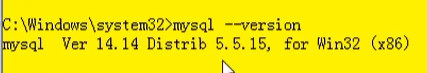 C:\Windows\system32>mysql --version
mysql  Ver 14.14 Distrib 5.5.15, for Win32 (x86)